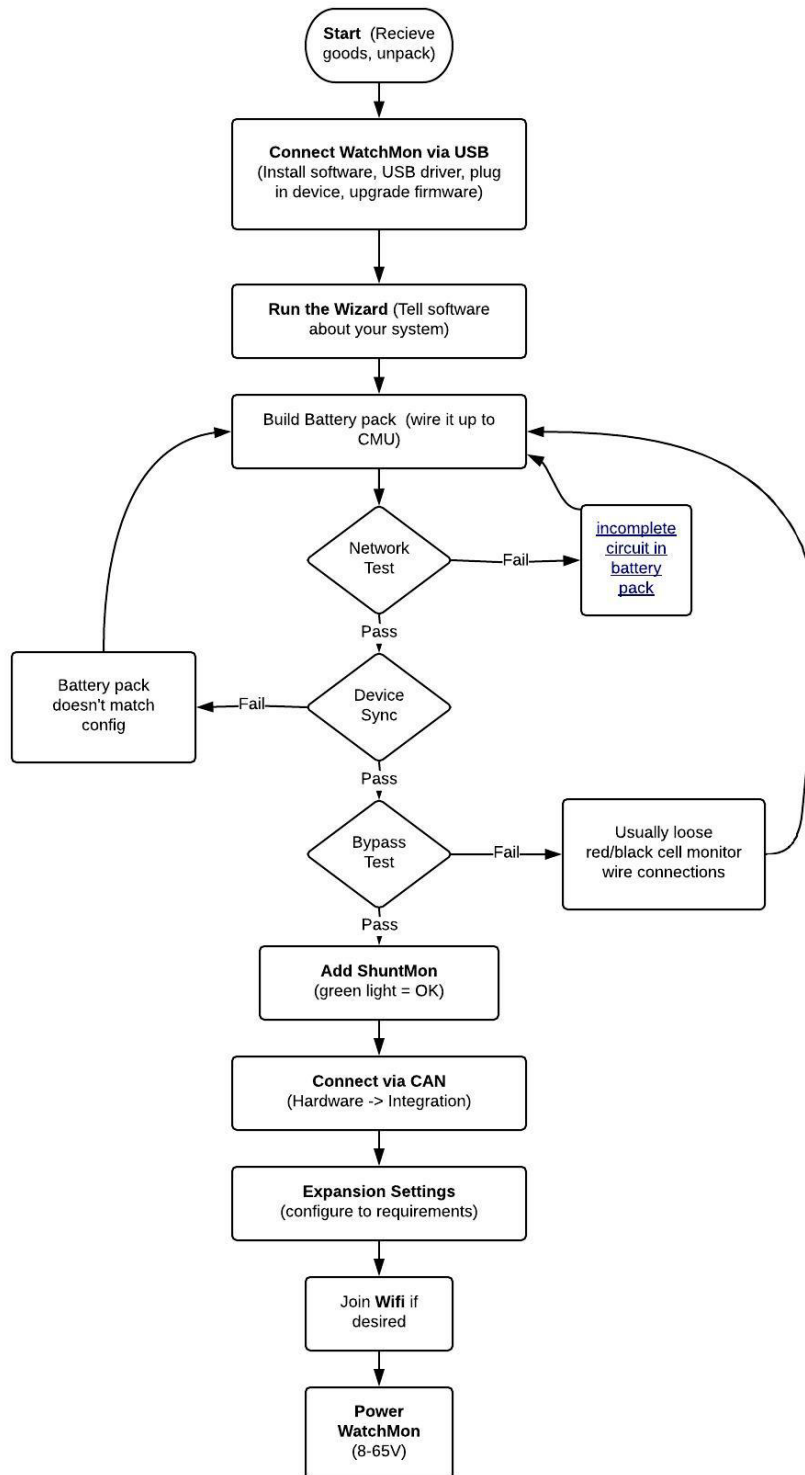 Start (Recieve
goods, unpack)
Connect WatchMon via USB
(Install software, USB driver, plug
in device, upgrade firmware)
Run the Wizard (Tell software
about your system)
Build Battery pack (wire it up to
CMU)
Network
Test
Fail
incomplete
circuit in
battery
pack
Pass
Device
Sync
Fail
Battery pack
doesn't match
config
Pass
Bypass
Test
Fail
Usually loose
red/black cell monitor
wire connections
Pass
Add ShuntMon
(green light = OK)
Connect via CAN
(Hardware -> Integration)
Expansion Settings
(configure to requirements)
Join Wifi if
desired
Power
WatchMon
(8-65V)